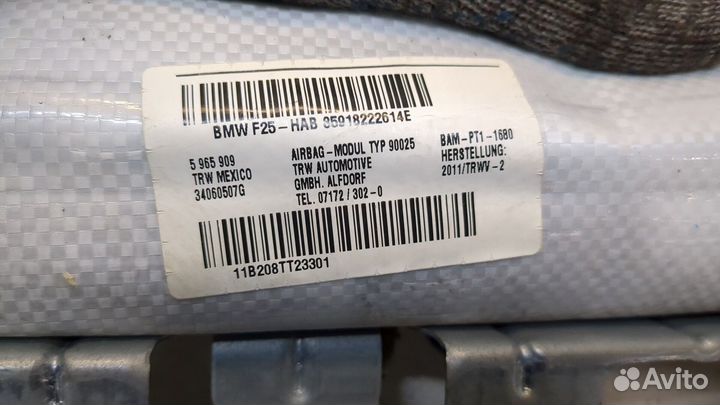 BMW F25-HAB 35918222614E
5 965 909
TRW MEXICO
34060507G
AIRBAG-MODUL TYP 90025
TRW AUTOMOTIVE
GMBH. ALFDORF
TEL. 07172 / 302-0
BAM-PT1-1680
HERSTELLUNG:
2011/TRWV-2
11B208TT23301
Avito